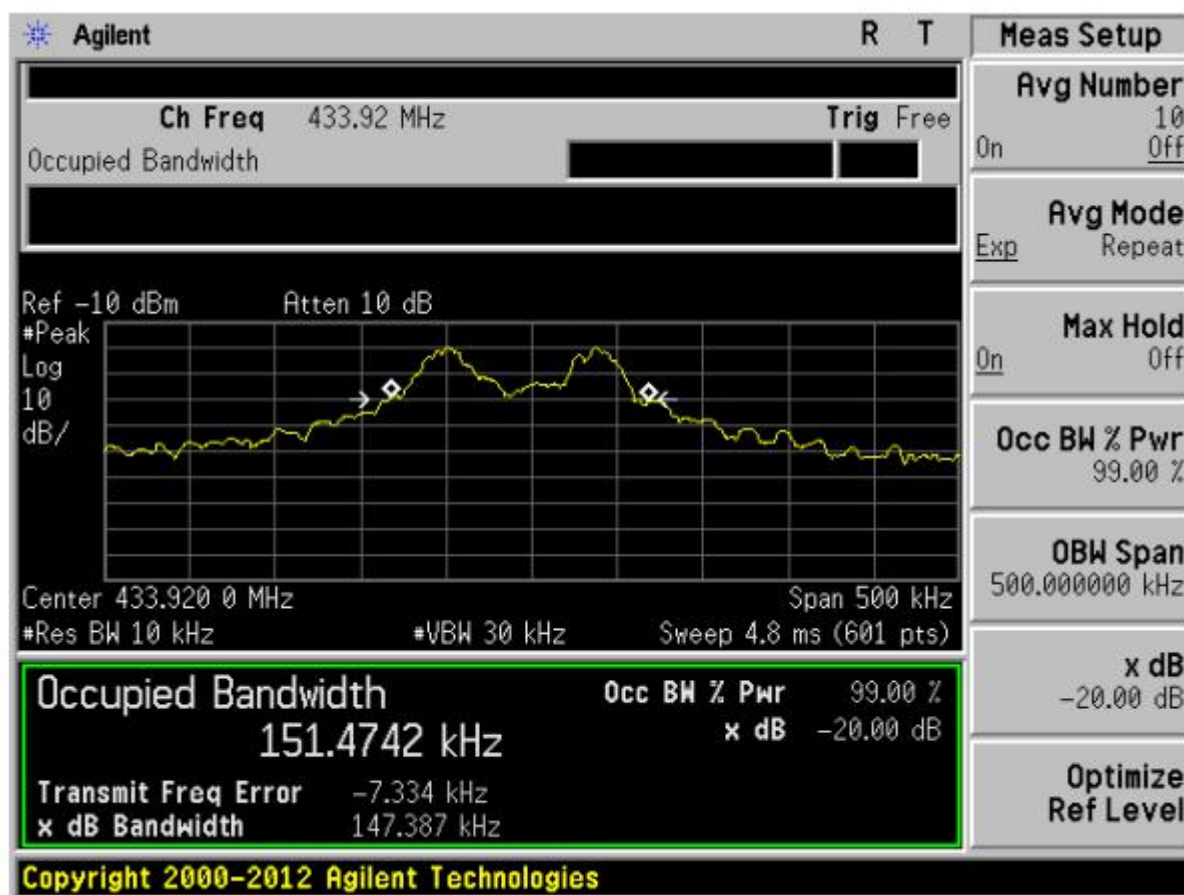 Agilent R T
Ch Freq 433.92 MHz Trig Free
Occupied Bandwidth
Ref -10 dBm Atten 10 dB
#Peak
Log
10
dB/
Center 433.920 0 MHz Span 500 kHz
#Res BW 10 kHz #VBW 30 kHz Sweep 4.8 ms (601 pts)
Occupied Bandwidth
151.4742 kHz
Occ BW % Pwr 99.00 %
x dB -20.00 dB
Transmit Freq Error -7.334 kHz
x dB Bandwidth 147.387 kHz
Copyright 2000-2012 Agilent Technologies
Meas Setup
Avg Number
10
On Off
Avg Mode
Exp Repeat
Max Hold
On Off
Occ BW % Pwr
99.00 %
OBW Span
500.000000 kHz
x dB
-20.00 dB
Optimize
Ref Level